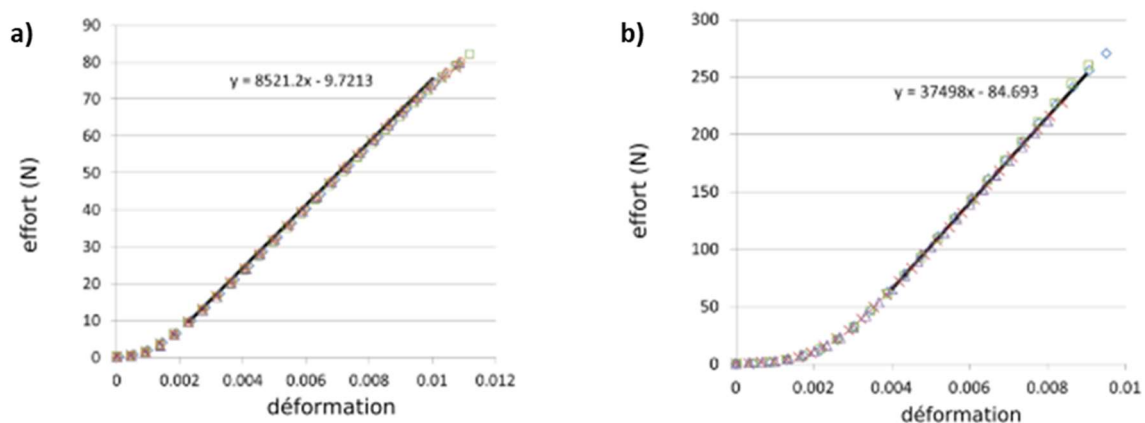 a)
90
80
70
60
50
40
30
20
10
0
effort (N)
y = 8521.2x - 9.7213
0 0.002 0.004 0.006 0.008 0.01 0.012
déformation
b)
300
250
200
150
100
50
0
effort (N)
y = 37498x - 84.693
0 0.002 0.004 0.006 0.008 0.01
déformation